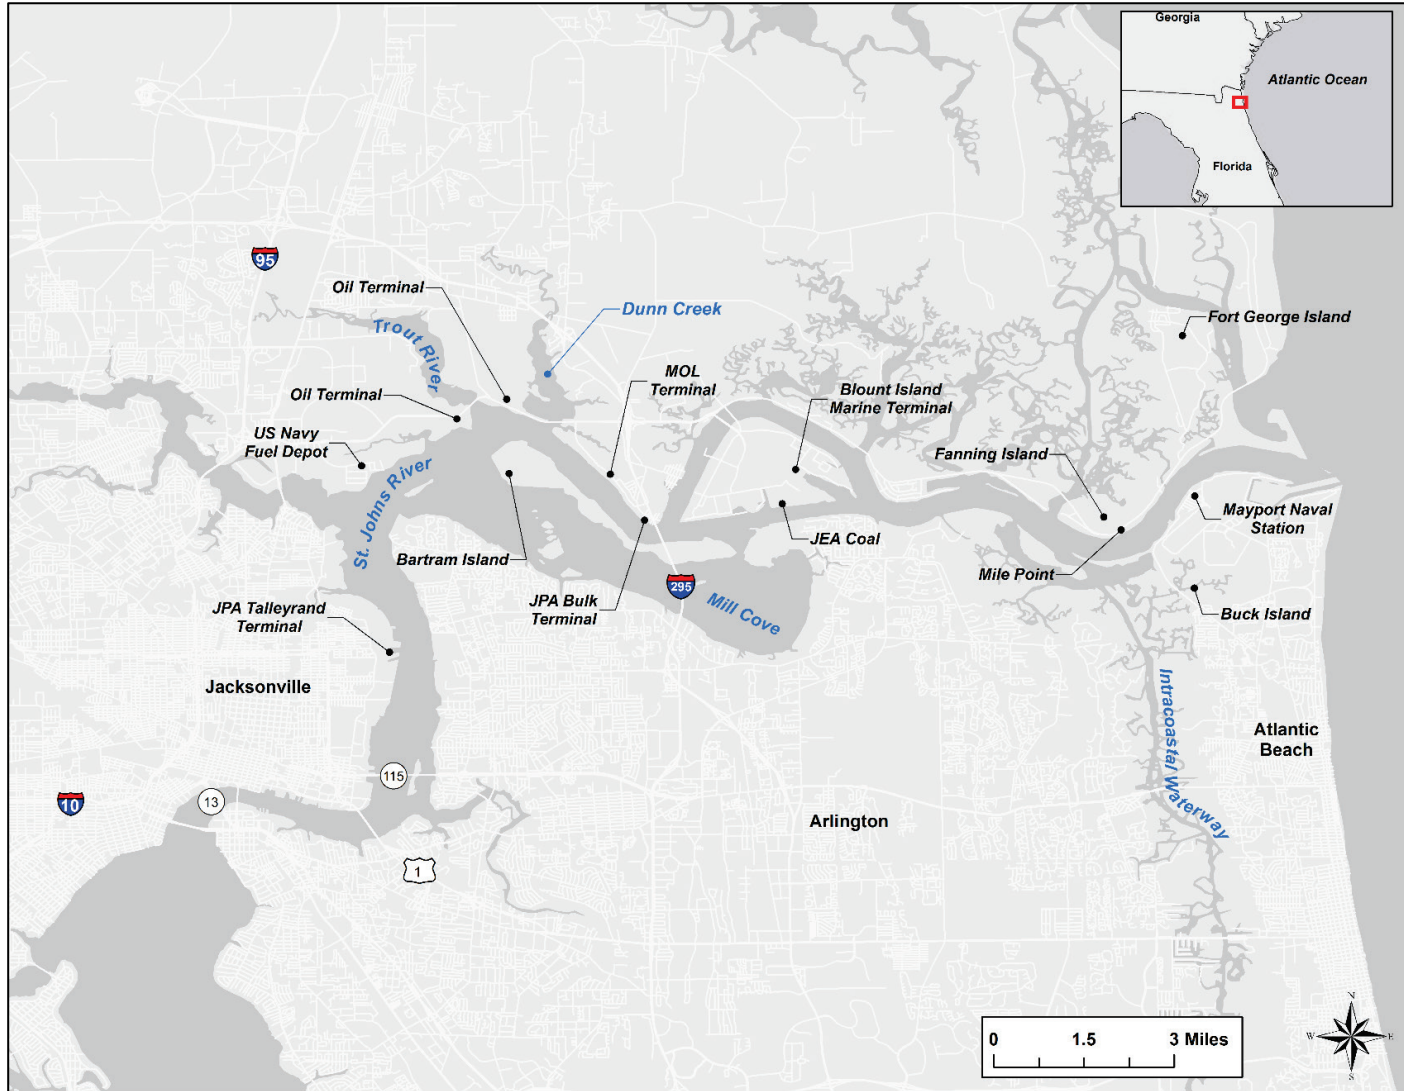 Georgia
Atlantic Ocean
Florida
95
Oil Terminal
Dunn Creek
Fort George Island
Trout River
MOL
Terminal
Oil Terminal
Blount Island
Marine Terminal
US Navy
Fuel Depot
Fanning Island
St. Johns River
Mayport Naval
Station
JEA Coal
Bartram Island
Mile Point
295
JPA Bulk
Terminal
Mill Cove
JPA Talleyrand
Terminal
Buck Island
Jacksonville
Intracoastal Waterway
Atlantic
Beach
115
13
10
Arlington
1
0 1.5 3 Miles
N
W E
S